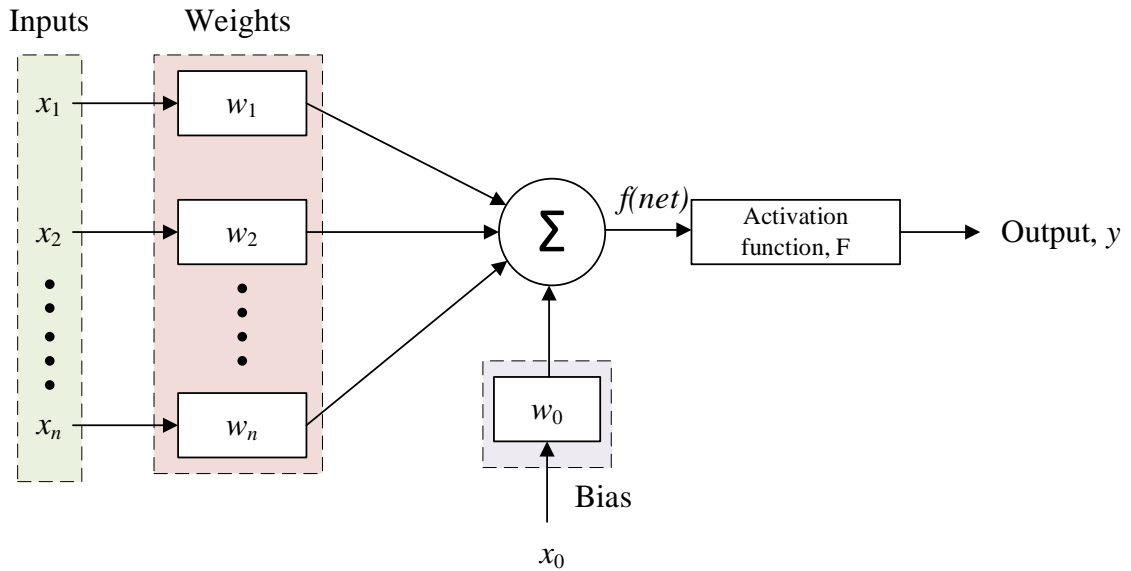 Inputs
Weights
x1
w1
x2
w2
Σ
f(net)
Activation
function, F
Output, y
xn
wn
w0
Bias
x0